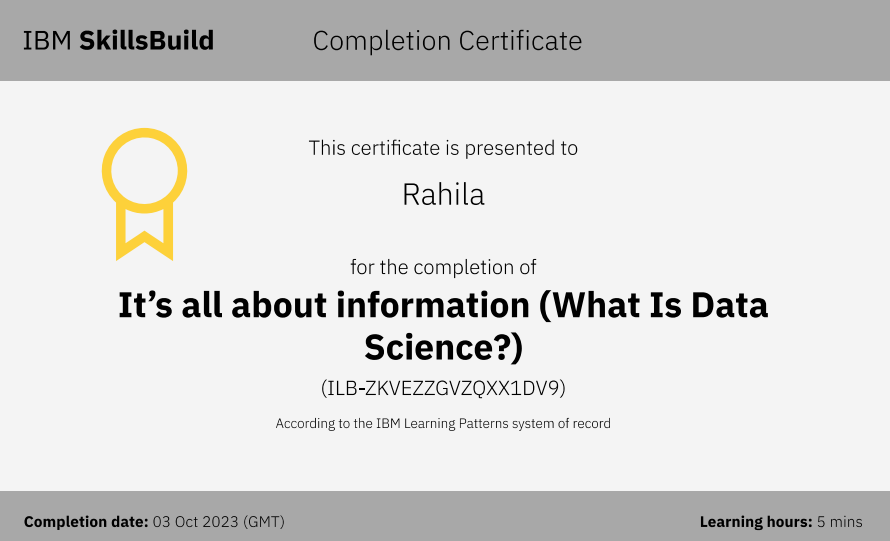 IBM SkillsBuild
Completion Certificate
This certificate is presented to
Rahila
for the completion of
It’s all about information (What Is Data
Science?)
(ILB-ZKVEZZGVZQXX1DV9)
According to the IBM Learning Patterns system of record
Completion date: 03 Oct 2023 (GMT)
Learning hours: 5 mins